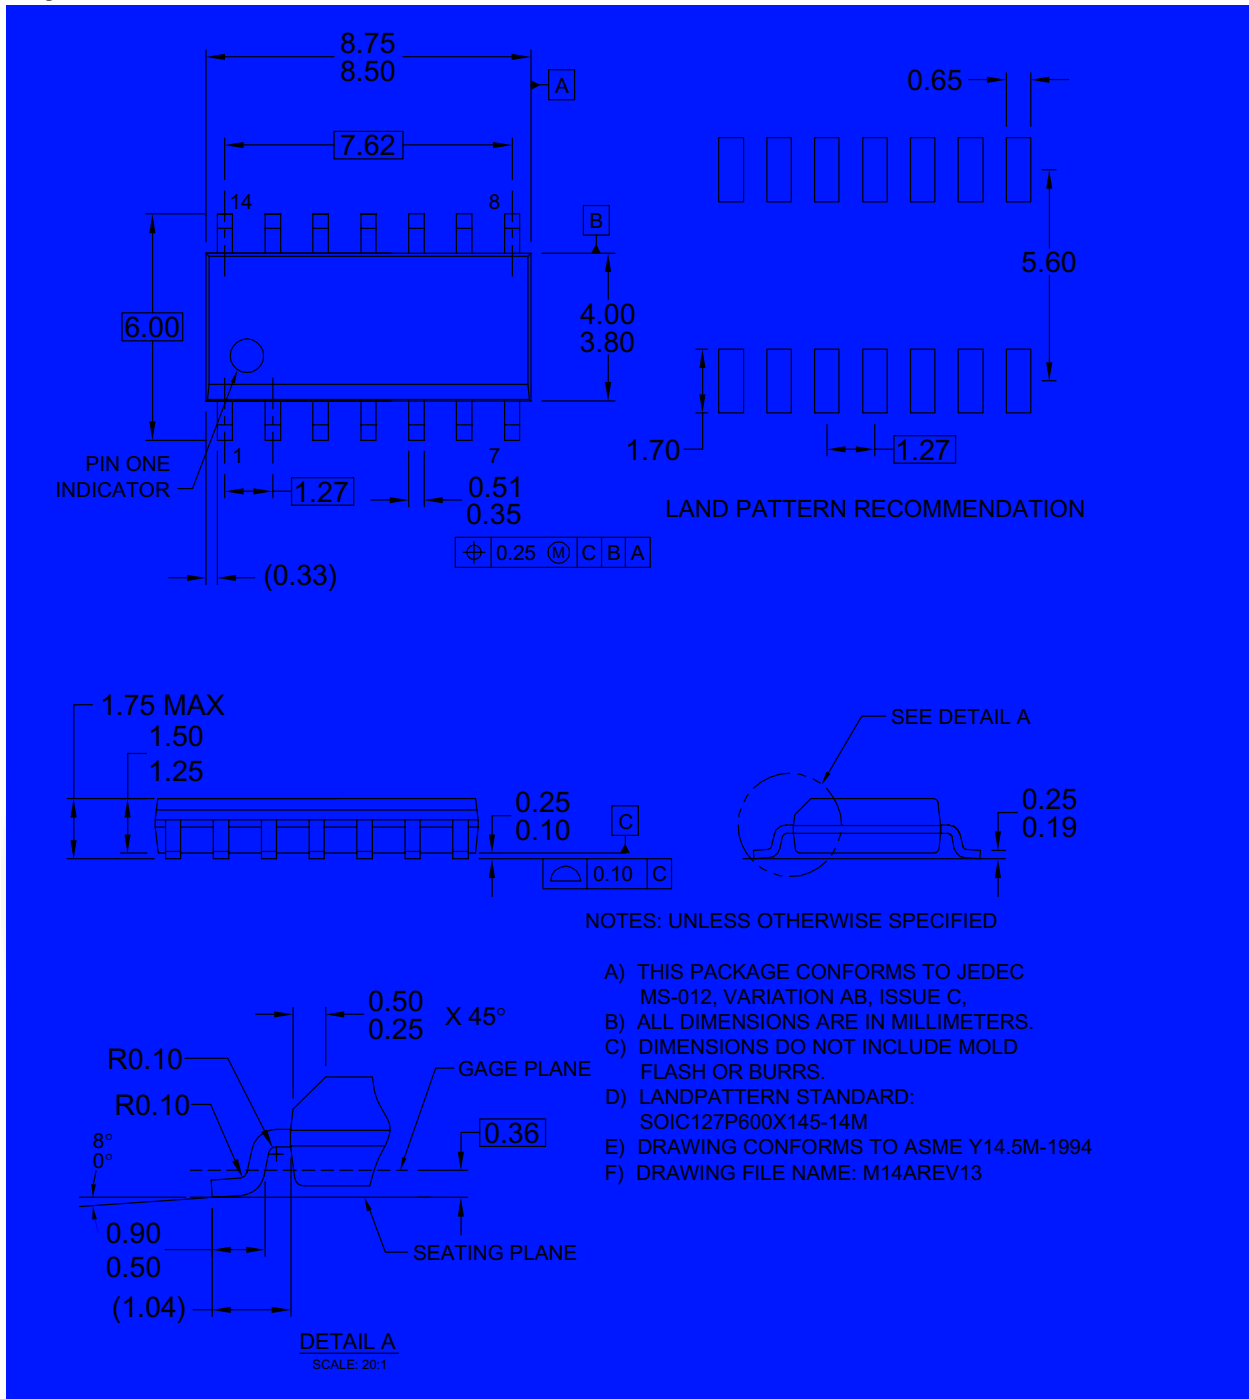 8.75
8.50
A
0.65
7.62
14
8
B
5.60
6.00
4.00
3.80
1
7
PIN ONE
INDICATOR
1.27
0.51
0.35
1.70
1.27
LAND PATTERN RECOMMENDATION
0.25 M C B A
(0.33)
1.75 MAX
1.50
1.25
SEE DETAIL A
0.25
0.10
C
0.25
0.19
0.10 C
NOTES: UNLESS OTHERWISE SPECIFIED
A) THIS PACKAGE CONFORMS TO JEDEC
MS-012, VARIATION AB, ISSUE C,
B) ALL DIMENSIONS ARE IN MILLIMETERS.
C) DIMENSIONS DO NOT INCLUDE MOLD
FLASH OR BURRS.
D) LANDPATTERN STANDARD:
SOIC127P600X145-14M
E) DRAWING CONFORMS TO ASME Y14.5M-1994
F) DRAWING FILE NAME: M14AREV13
0.50
0.25
X 45°
R0.10
GAGE PLANE
R0.10
0.36
8°
0°
0.90
0.50
SEATING PLANE
(1.04)
DETAIL A
SCALE: 20:1